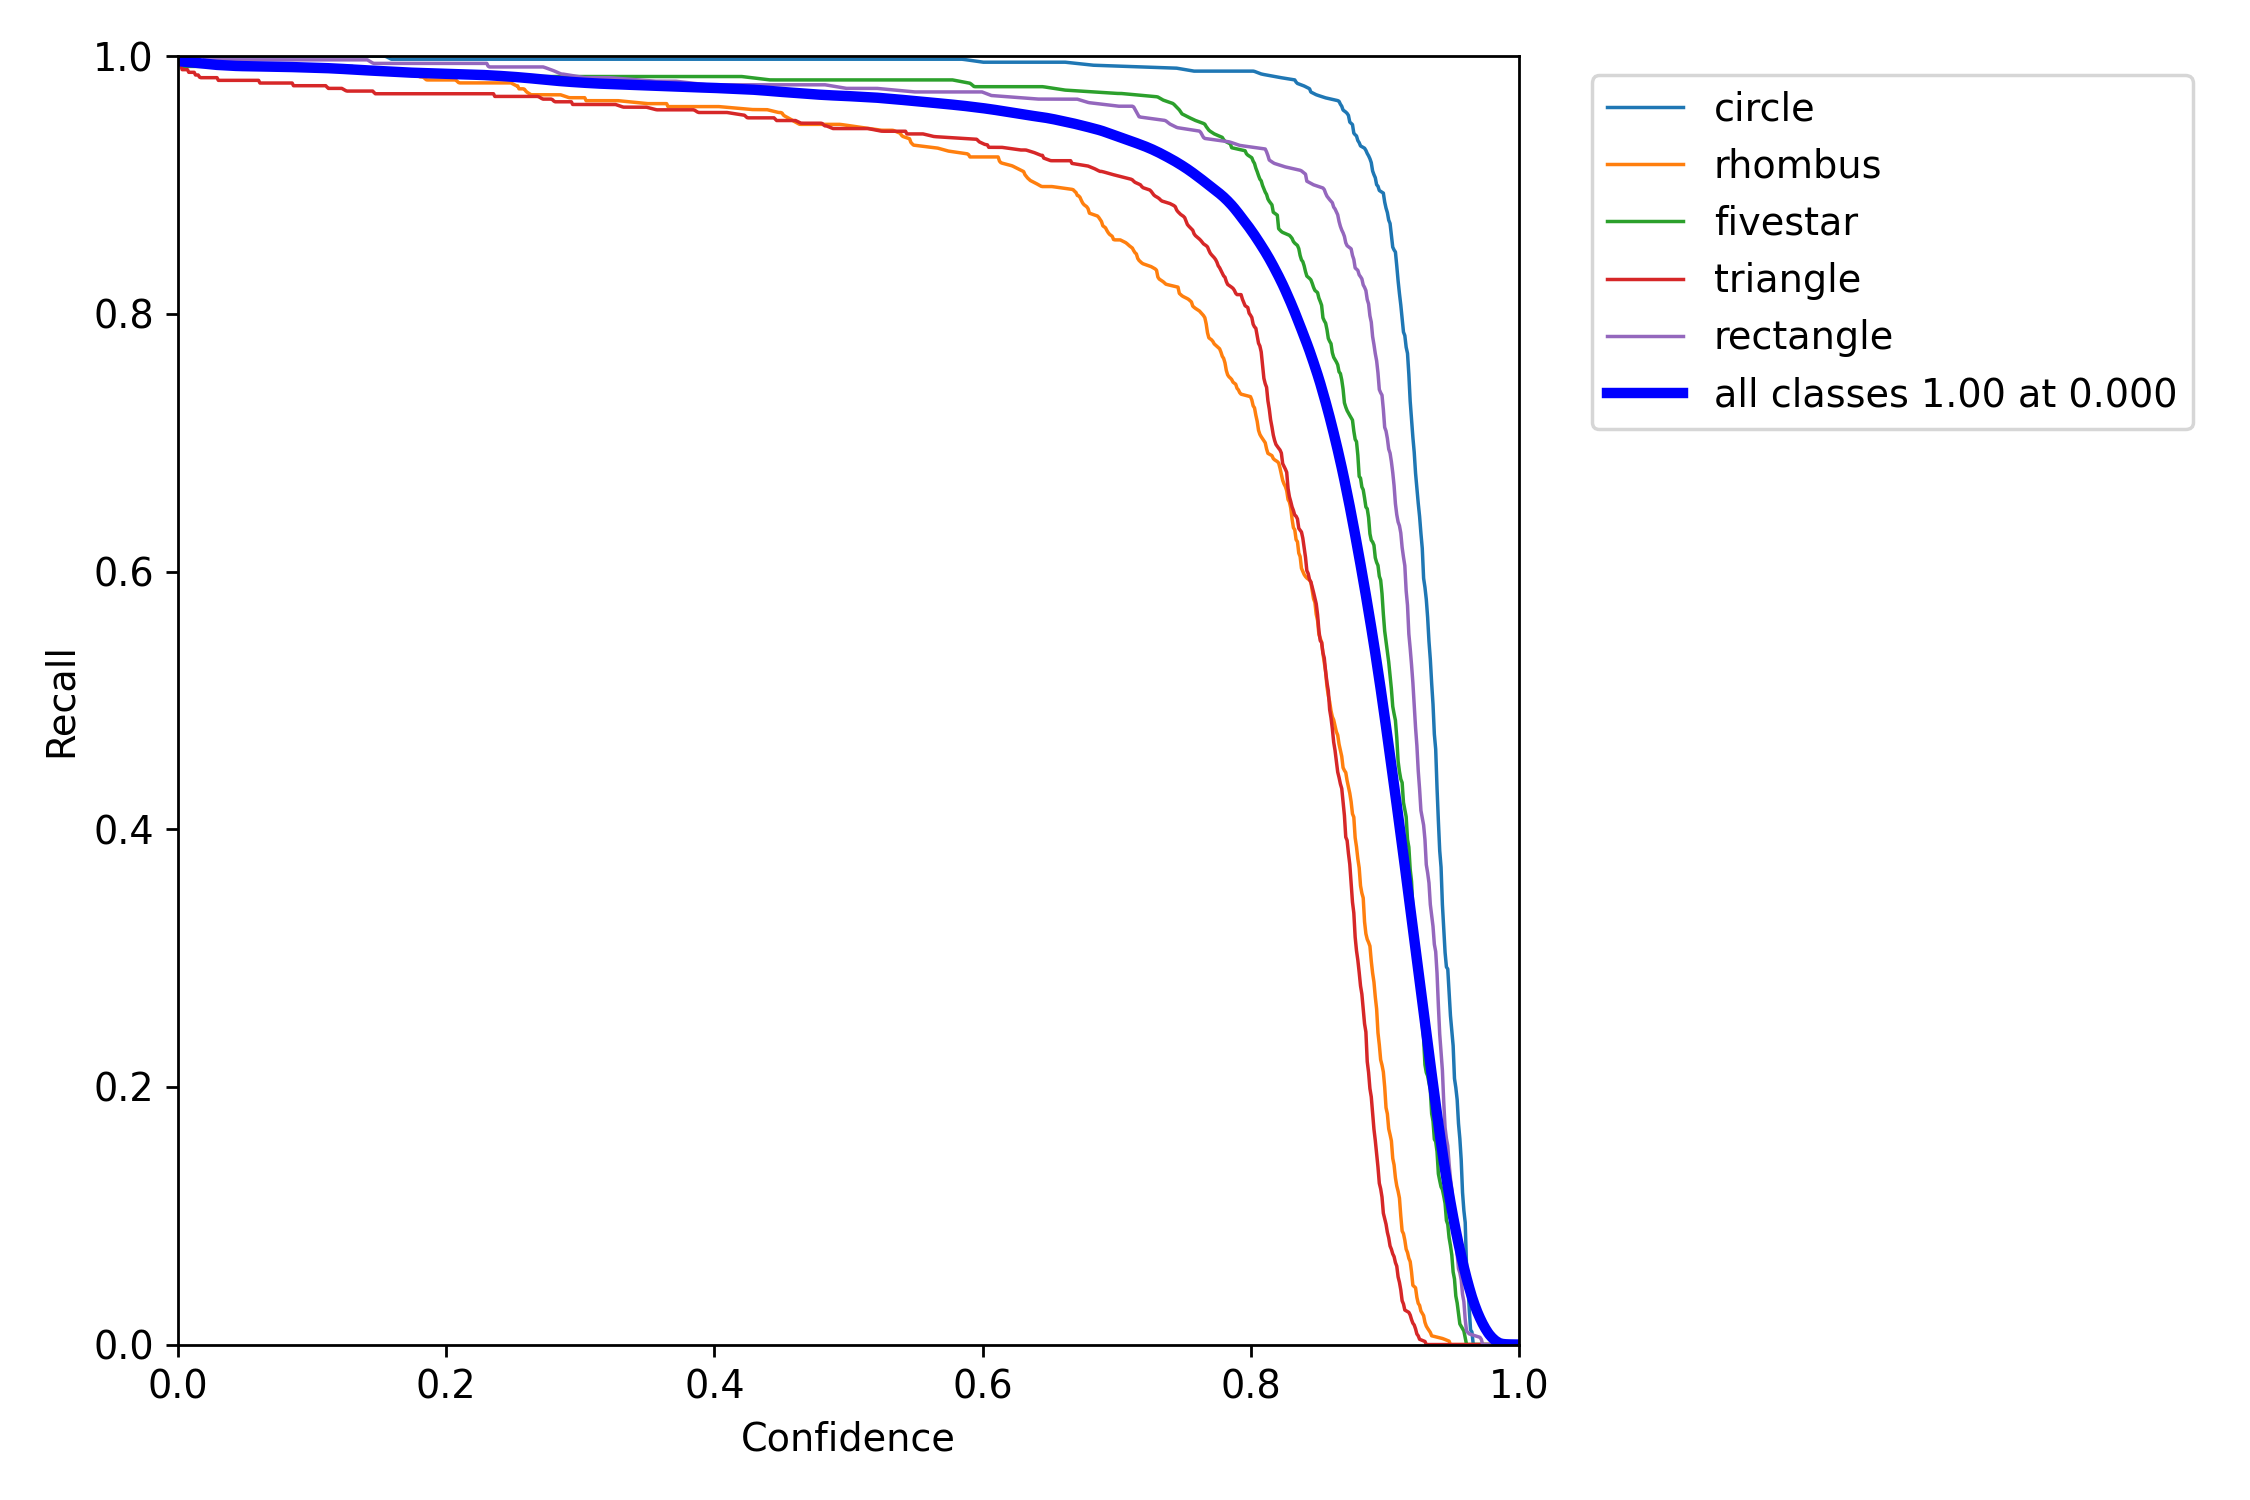 1.0
0.8
0.6
0.4
0.2
0.0
0.0 0.2 0.4 0.6 0.8 1.0
Recall
Confidence
circle
rhombus
fivestar
triangle
rectangle
all classes 1.00 at 0.000